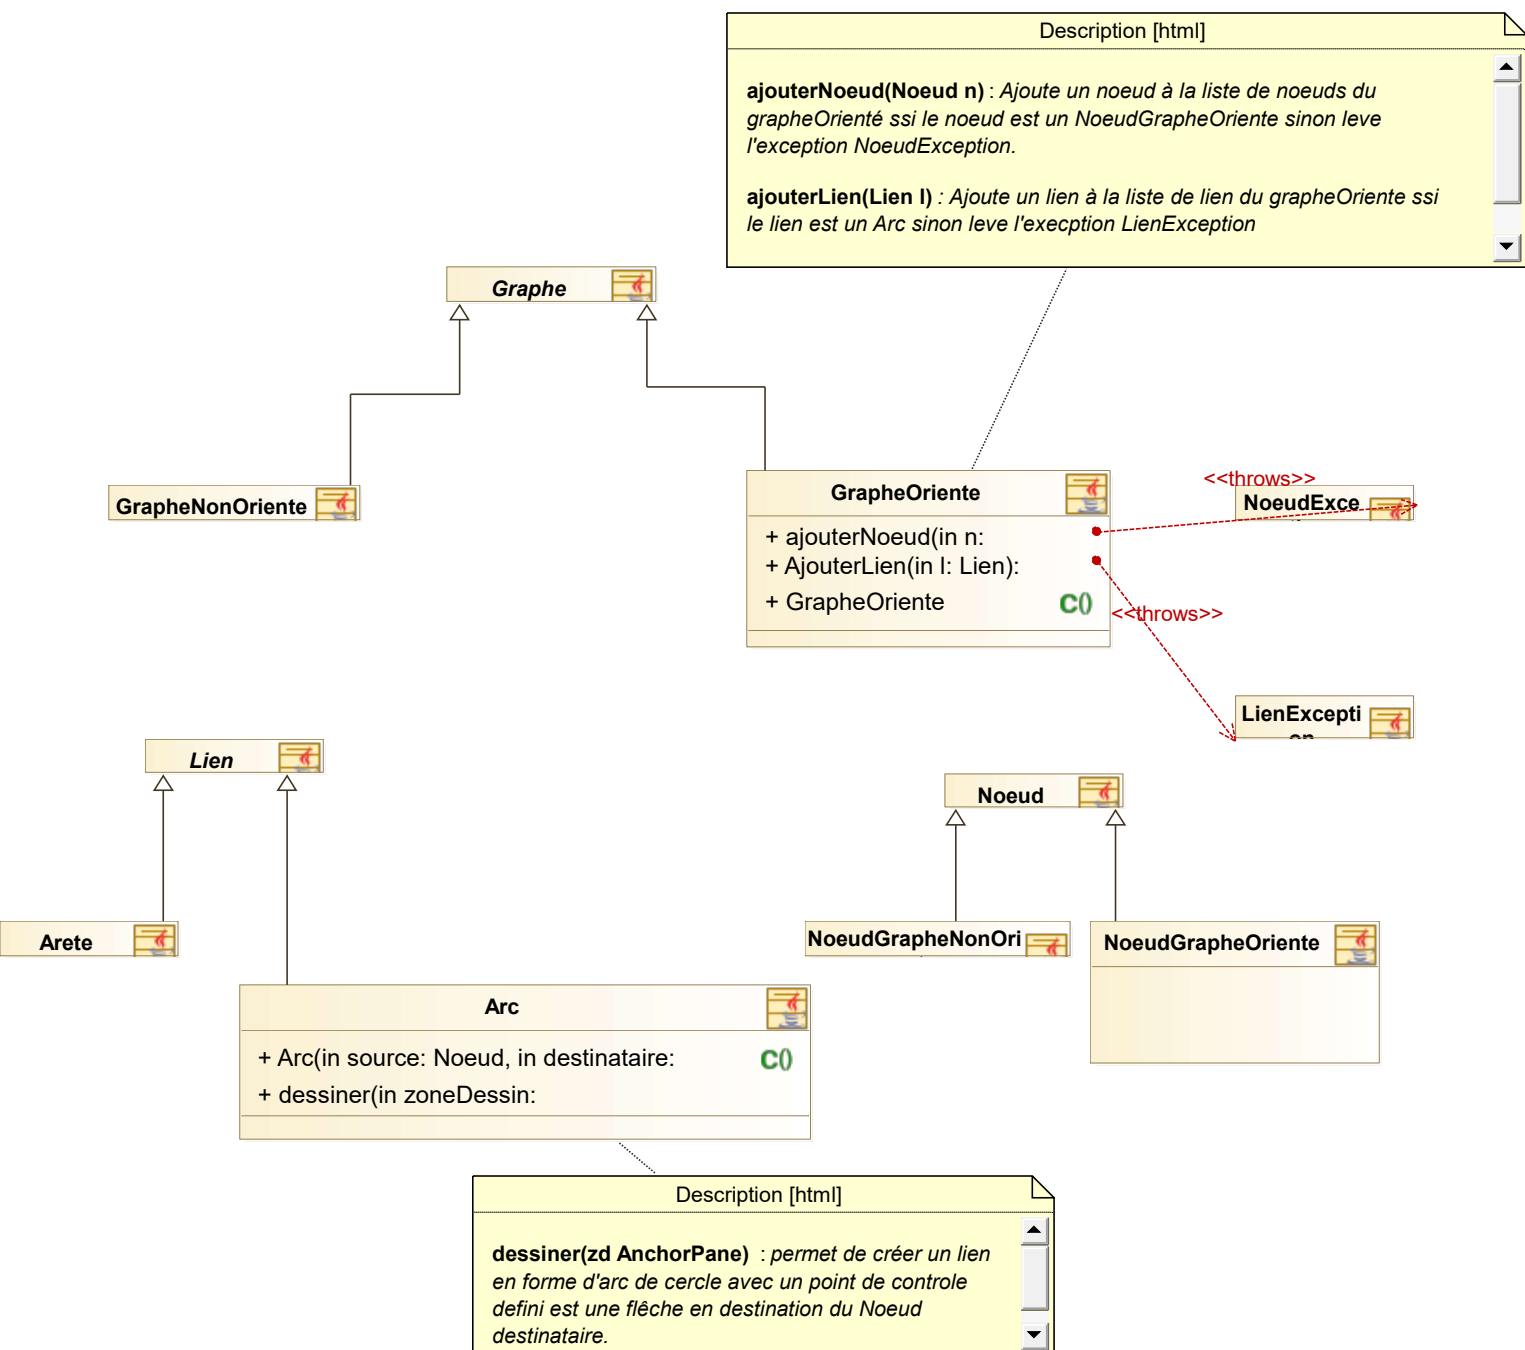 Description [html]
ajouterNoeud(Noeud n) : Ajoute un noeud à la liste de noeuds du
grapheOrienté ssi le noeud est un NoeudGrapheOriente sinon leve
l'exception NoeudException.
ajouterLien(Lien l) : Ajoute un lien à la liste de lien du grapheOriente ssi
le lien est un Arc sinon leve l'execption LienException
Graphe
GrapheNonOriente
GrapheOriente
+ ajouterNoeud(in n:
+ AjouterLien(in l: Lien):
+ GrapheOriente
C()
<<throws>>
NoeudExce
<<throws>>
LienExcepti
on
Lien
Noeud
Arete
NoeudGrapheNonOri
NoeudGrapheOriente
Arc
+ Arc(in source: Noeud, in destinataire:
C()
+ dessiner(in zoneDessin:
Description [html]
dessiner(zd AnchorPane) : permet de créer un lien
en forme d'arc de cercle avec un point de controle
defini est une flêche en destination du Noeud
destinataire.